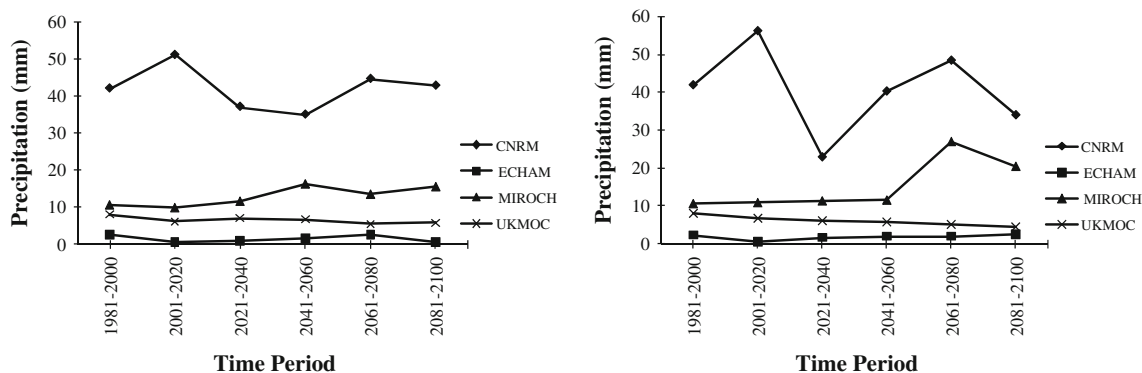 Precipitation (mm)
60
50
40
30
20
10
0
1981-2000
2001-2020
2021-2040
2041-2060
2061-2080
2081-2100
Time Period
CNRM
ECHAM
MIROCH
UKMOC
Precipitation (mm)
60
50
40
30
20
10
0
1981-2000
2001-2020
2021-2040
2041-2060
2061-2080
2081-2100
Time Period
CNRM
ECHAM
MIROCH
UKMOC